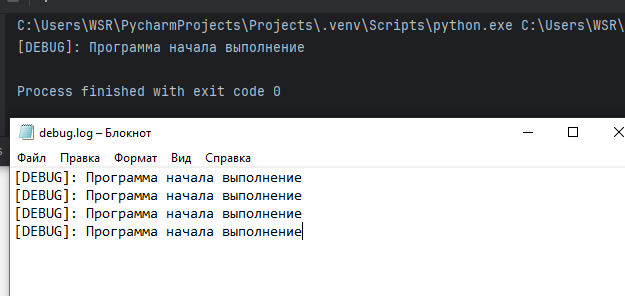 C:\Users\WSR\PycharmProjects\Projects\.venv\Scripts\python.exe C:\Users\WSR\
[DEBUG]: Программа начала выполнение
Process finished with exit code 0
debug.log – Блокнот
Файл Правка Формат Вид Справка
[DEBUG]: Программа начала выполнение
[DEBUG]: Программа начала выполнение
[DEBUG]: Программа начала выполнение
[DEBUG]: Программа начала выполнение